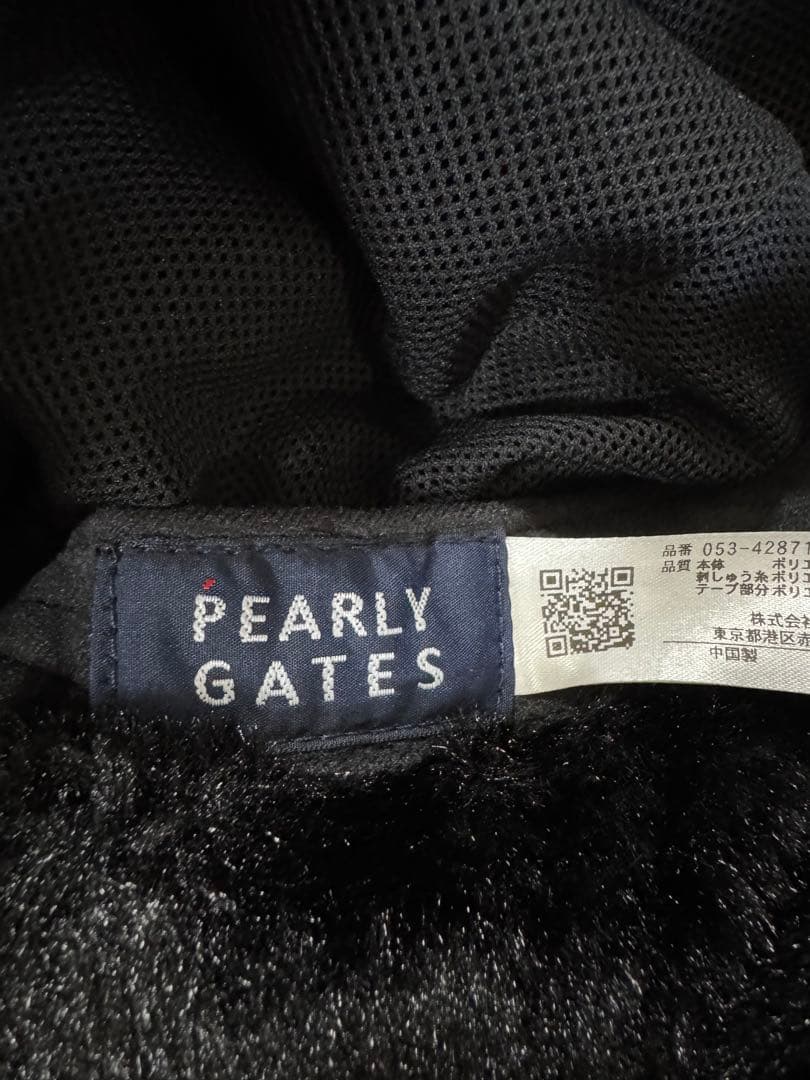 PEARLY
GATES
品番 053-42871
品質 本体 ポリエ
刺しゅう糸ポリエ
テープ部分 ポリエ
株式会社
東京都港区赤
中国製